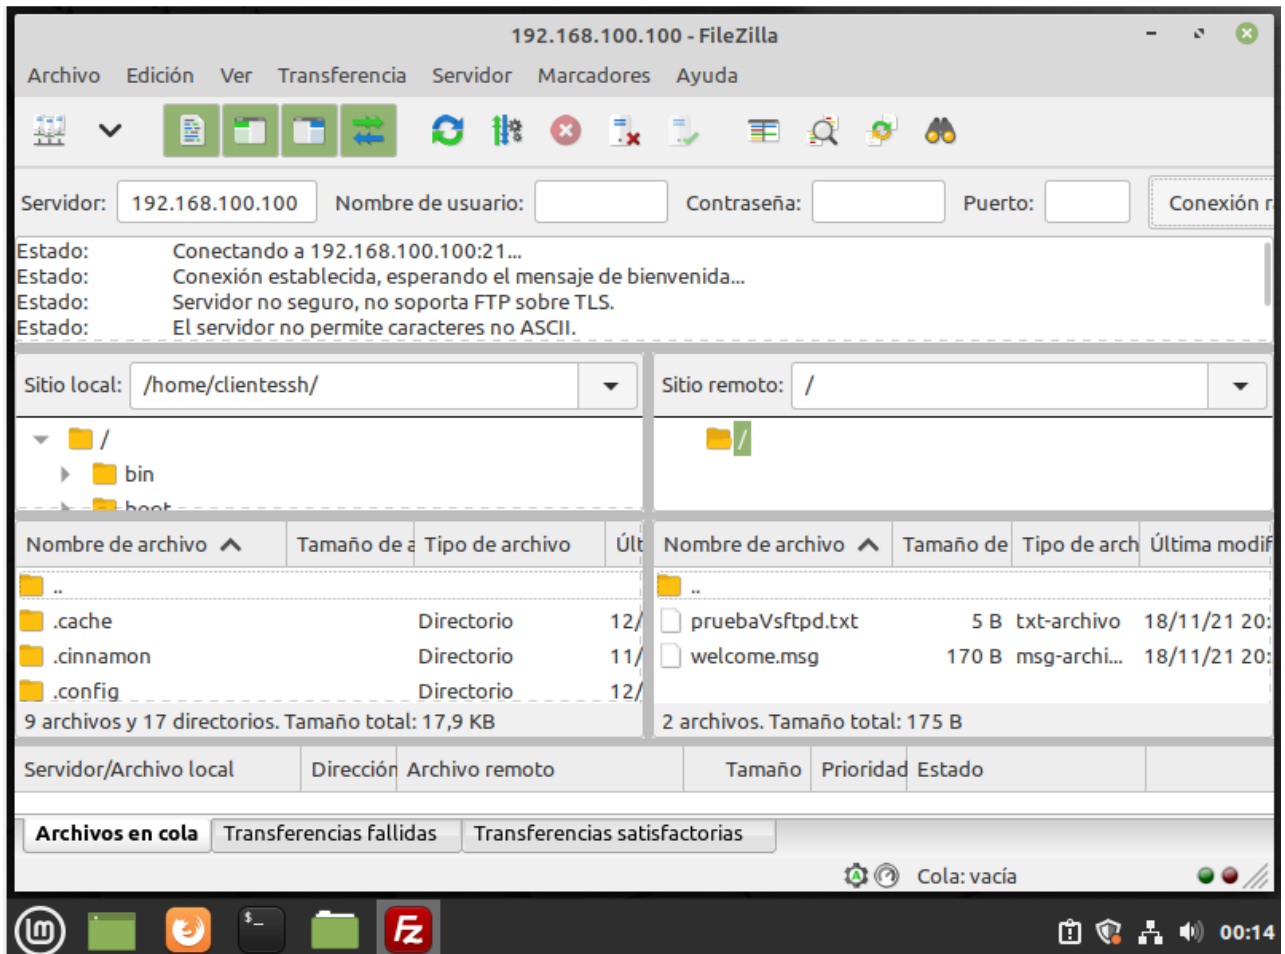 192.168.100.100 - FileZilla
Archivo Edición Ver Transferencia Servidor Marcadores Ayuda
Servidor: 192.168.100.100 Nombre de usuario: Contraseña: Puerto: Conexión r
Estado: Conectando a 192.168.100.100:21...
Estado: Conexión establecida, esperando el mensaje de bienvenida...
Estado: Servidor no seguro, no soporta FTP sobre TLS.
Estado: El servidor no permite caracteres no ASCII.
Sitio local: /home/clientessh/ Sitio remoto: /
/ /
bin
boot
Nombre de archivo Tamaño de a Tipo de archivo Últ Nombre de archivo Tamaño de Tipo de arch Última modif
.. ..
.cache Directorio 12/ pruebaVsftpd.txt 5 B txt-archivo 18/11/21 20:
.cinnamon Directorio 11/ welcome.msg 170 B msg-archi... 18/11/21 20:
.config Directorio 12/
9 archivos y 17 directorios. Tamaño total: 17,9 KB 2 archivos. Tamaño total: 175 B
Servidor/Archivo local Dirección Archivo remoto Tamaño Prioridad Estado
Archivos en cola Transferencias fallidas Transferencias satisfactorias
Cola: vacía
lm $_ Fz 00:14